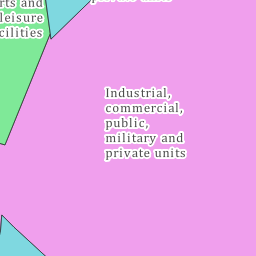 rts and
leisure
cilities
Industrial,
commercial,
public,
military and
private units